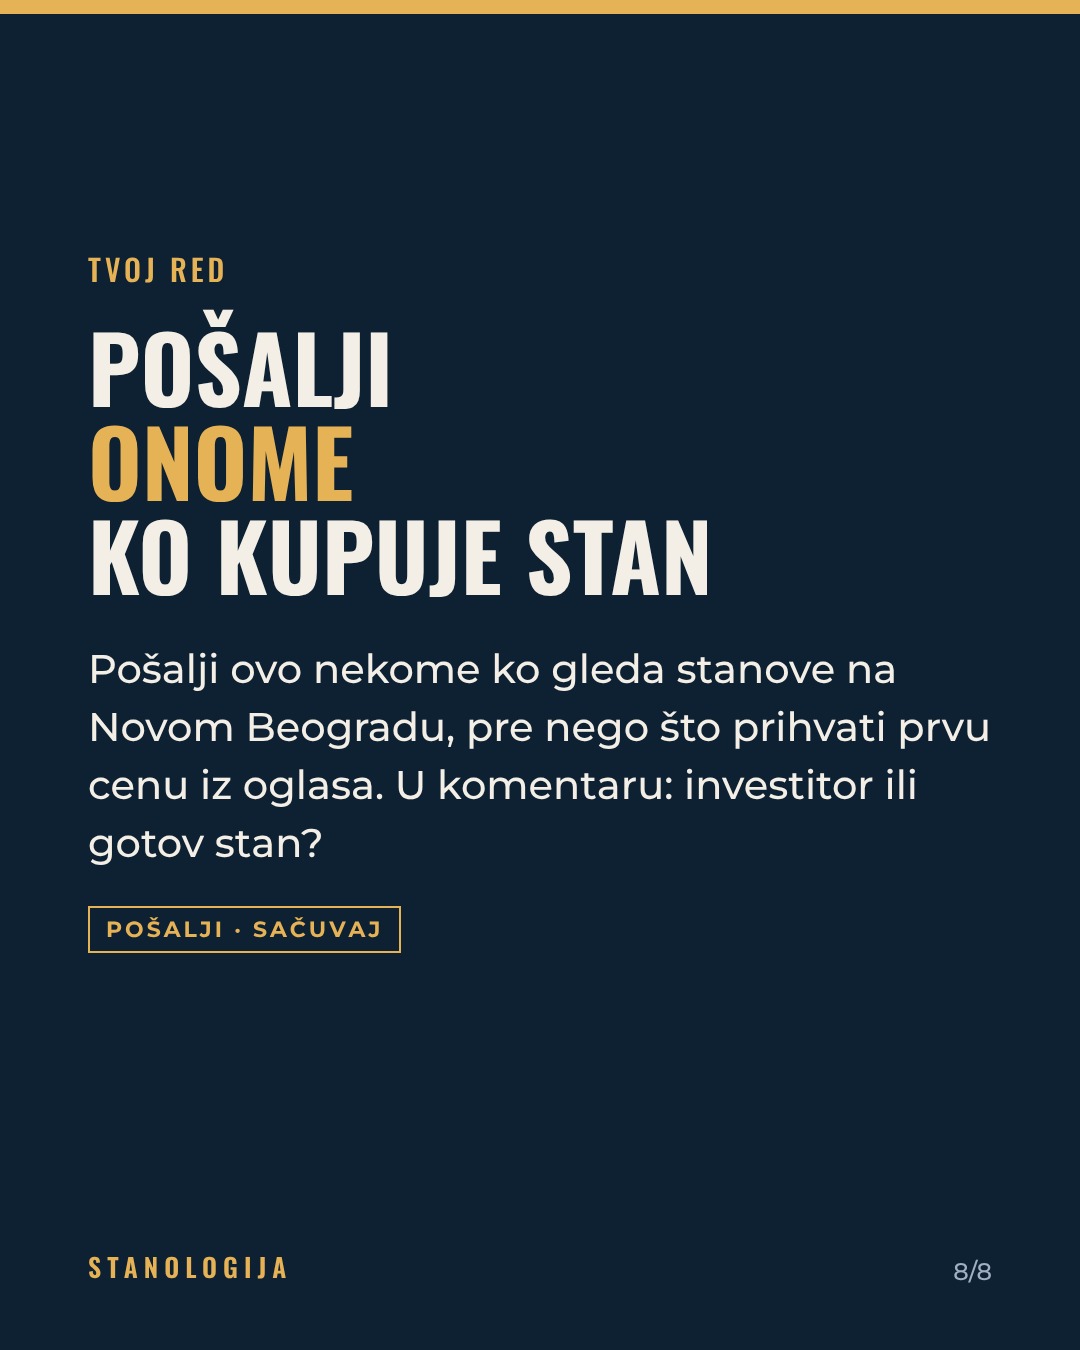 TVOJ RED
POŠALJI
ONOME
KO KUPUJE STAN
Pošalji ovo nekome ko gleda stanove na
Novom Beogradu, pre nego što prihvati prvu
cenu iz oglasa. U komentaru: investitor ili
gotov stan?
POŠALJI · SAČUVAJ
STANOLOGIJA
8/8